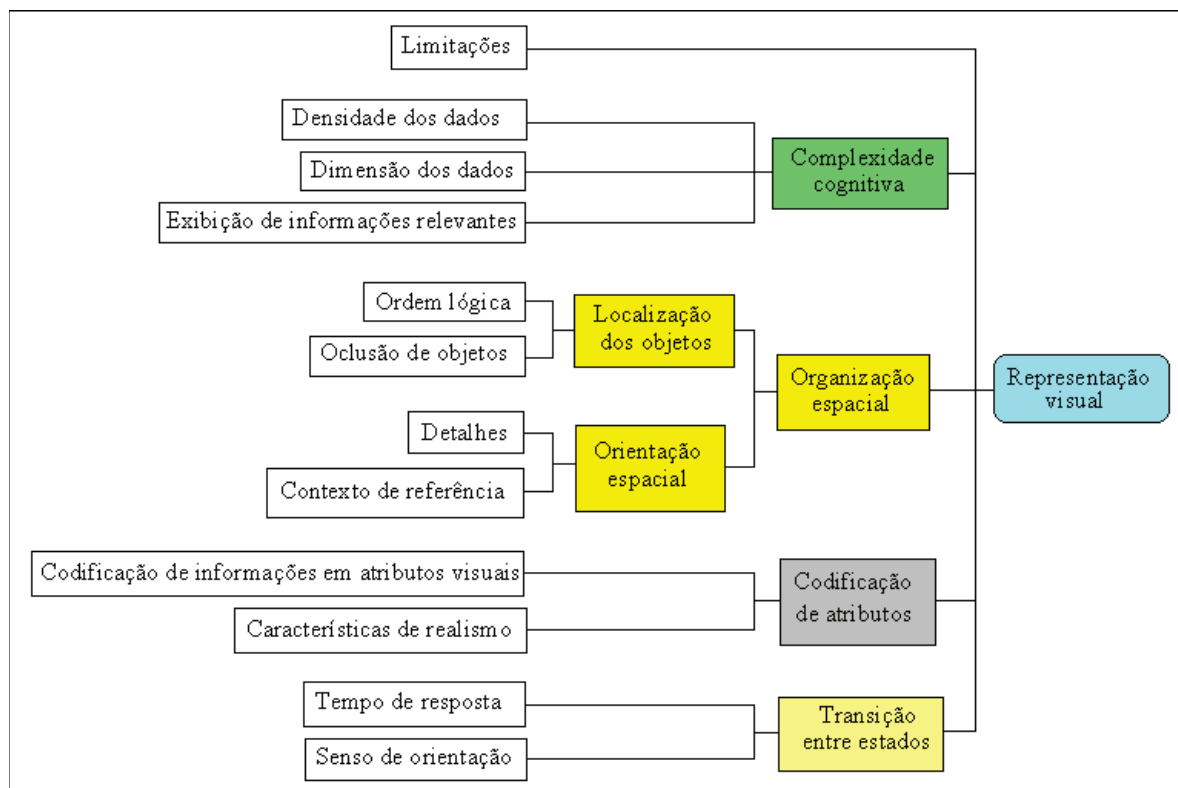 Limitações
Densidade dos dados
Dimensão dos dados
Exibição de informações relevantes
Complexidade
cognitiva
Ordem lógica
Oclusão de objetos
Localização
dos objetos
Detalhes
Contexto de referência
Orientação
espacial
Organização
espacial
Representação
visual
Codificação de informações em atributos visuais
Características de realismo
Codificação
de atributos
Tempo de resposta
Senso de orientação
Transição
entre estados